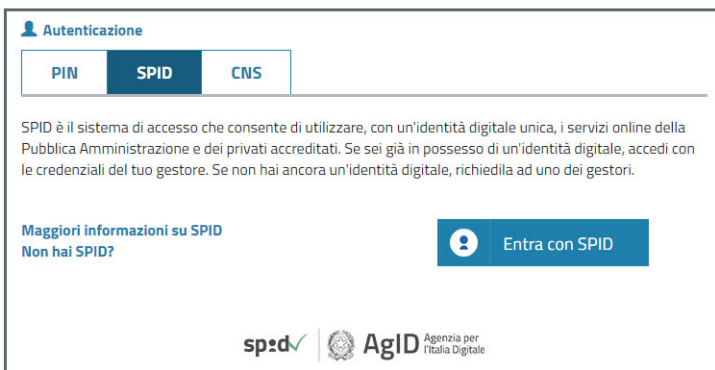 Autenticazione
PIN SPID CNS
SPID è il sistema di accesso che consente di utilizzare, con un'identità digitale unica, i servizi online della
Pubblica Amministrazione e dei privati accreditati. Se sei già in possesso di un'identità digitale, accedi con
le credenziali del tuo gestore. Se non hai ancora un'identità digitale, richiedila ad uno dei gestori.
Maggiori informazioni su SPID
Non hai SPID?
Entra con SPID
spid AgID Agenzia per
l'Italia Digitale